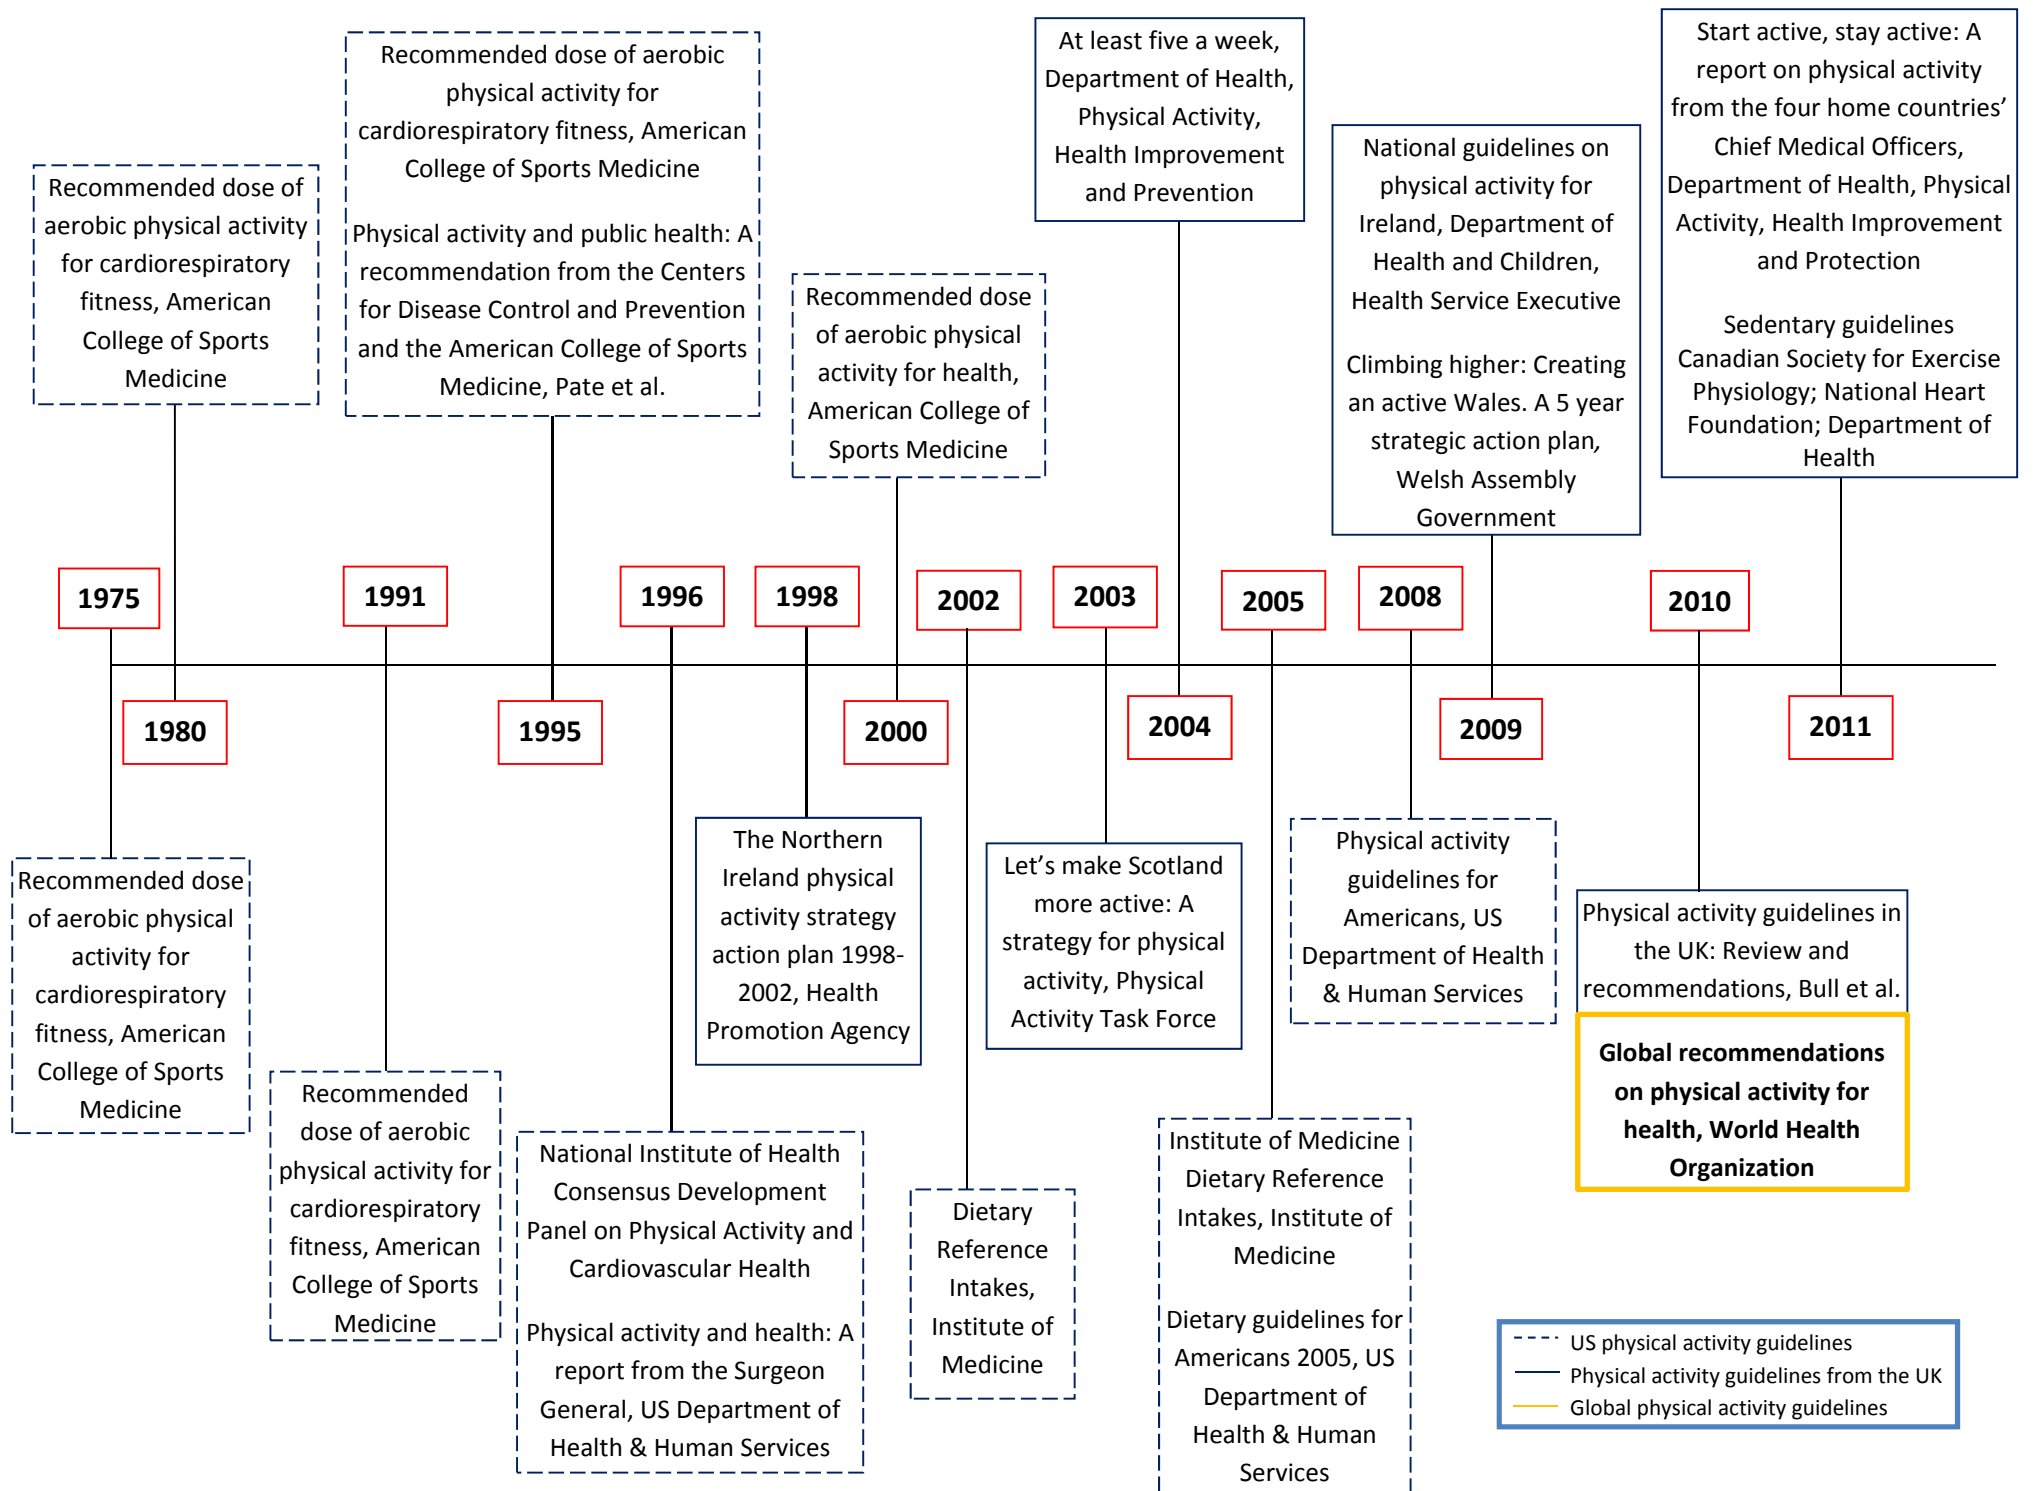 Recommended dose of
aerobic physical activity
for cardiorespiratory
fitness, American
College of Sports
Medicine
Recommended dose of aerobic
physical activity for
cardiorespiratory fitness, American
College of Sports Medicine
Physical activity and public health: A
recommendation from the Centers
for Disease Control and Prevention
and the American College of Sports
Medicine, Pate et al.
Recommended dose
of aerobic physical
activity for health,
American College of
Sports Medicine
At least five a week,
Department of Health,
Physical Activity,
Health Improvement
and Prevention
National guidelines on
physical activity for
Ireland, Department of
Health and Children,
Health Service Executive
Climbing higher: Creating
an active Wales. A 5 year
strategic action plan,
Welsh Assembly
Government
Start active, stay active: A
report on physical activity
from the four home countries’
Chief Medical Officers,
Department of Health, Physical
Activity, Health Improvement
and Protection
Sedentary guidelines
Canadian Society for Exercise
Physiology; National Heart
Foundation; Department of
Health
1975
1991
1996
1998
2002
2003
2005
2008
2010
1980
1995
2000
2004
2009
2011
Recommended dose
of aerobic physical
activity for
cardiorespiratory
fitness, American
College of Sports
Medicine
Recommended
dose of aerobic
physical activity for
cardiorespiratory
fitness, American
College of Sports
Medicine
National Institute of Health
Consensus Development
Panel on Physical Activity and
Cardiovascular Health
Physical activity and health: A
report from the Surgeon
General, US Department of
Health & Human Services
The Northern
Ireland physical
activity strategy
action plan 1998-
2002, Health
Promotion Agency
Dietary
Reference
Intakes,
Institute of
Medicine
Let’s make Scotland
more active: A
strategy for physical
activity, Physical
Activity Task Force
Institute of Medicine
Dietary Reference
Intakes, Institute of
Medicine
Dietary guidelines for
Americans 2005, US
Department of
Health & Human
Services
Physical activity
guidelines for
Americans, US
Department of Health
& Human Services
Physical activity guidelines in
the UK: Review and
recommendations, Bull et al.
Global recommendations
on physical activity for
health, World Health
Organization
US physical activity guidelines
Physical activity guidelines from the UK
Global physical activity guidelines